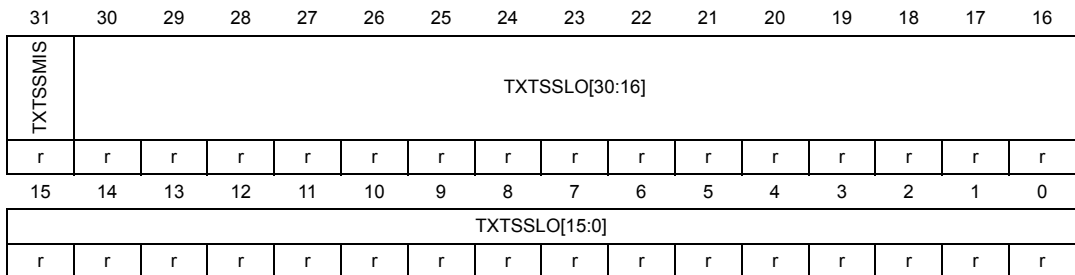 31 30 29 28 27 26 25 24 23 22 21 20 19 18 17 16
TXTSSMIS TXTSSLO[30:16]
r r r r r r r r r r r r r r r r
15 14 13 12 11 10 9 8 7 6 5 4 3 2 1 0
TXTSSLO[15:0]
r r r r r r r r r r r r r r r r